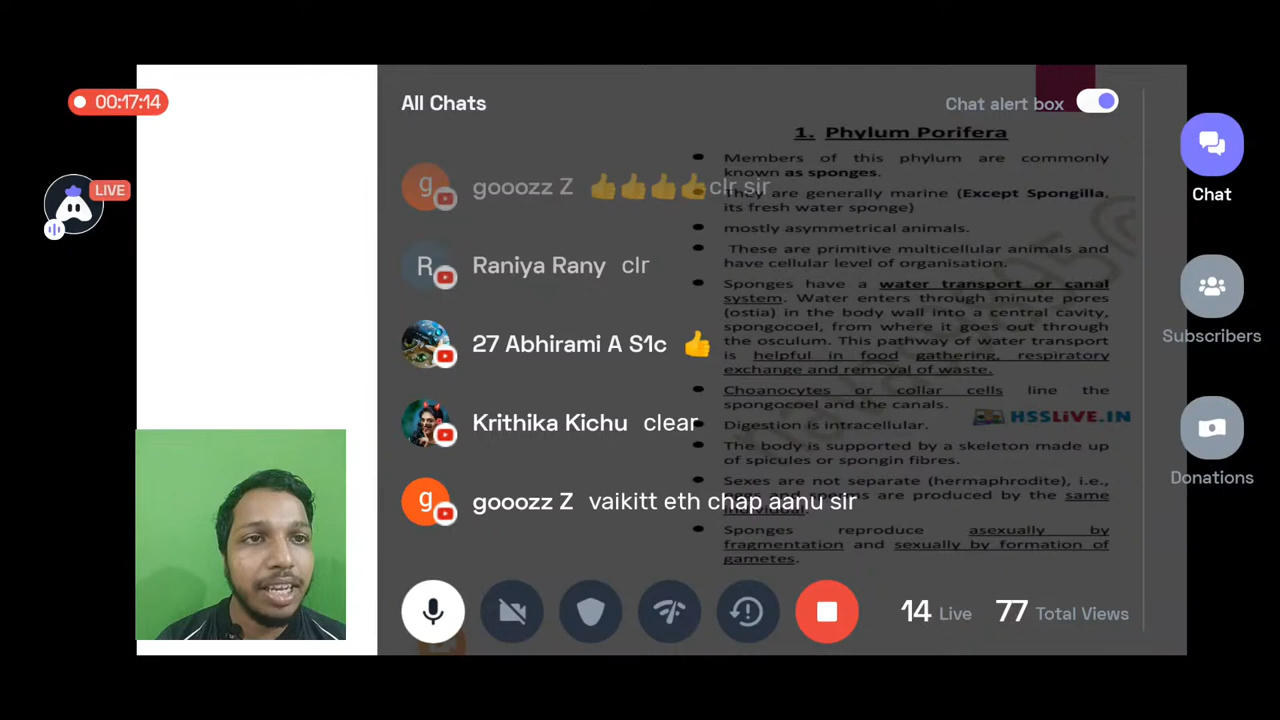 00:17:14
LIVE
All Chats
Chat alert box
gooozz Z 👍👍👍👍clr sir
Raniya Rany clr
27 Abhirami A S1c 👍
Krithika Kichu clear
gooozz Z vaikitt eth chap aanu sir
1. Phylum Porifera
Members of this phylum are commonly
known as sponges.
They are generally marine (Except Spongilla,
its fresh water sponge)
mostly asymmetrical animals.
These are primitive multicellular animals and
have cellular level of organisation.
Sponges have a water transport or canal
system. Water enters through minute pores
(ostia) in the body wall into a central cavity,
spongocoel, from where it goes out through
the osculum. This pathway of water transport
is helpful in food gathering, respiratory
exchange and removal of waste.
Choanocytes or collar cells line the
spongocoel and the canals.
HSSLIVE.IN
Digestion is intracellular.
The body is supported by a skeleton made up
of spicules or spongin fibres.
Sexes are not separate (hermaphrodite), i.e.,
are produced by the same
Sponges reproduce asexually by
fragmentation and sexually by formation of
gametes.
14 Live 77 Total Views
Chat
Subscribers
Donations